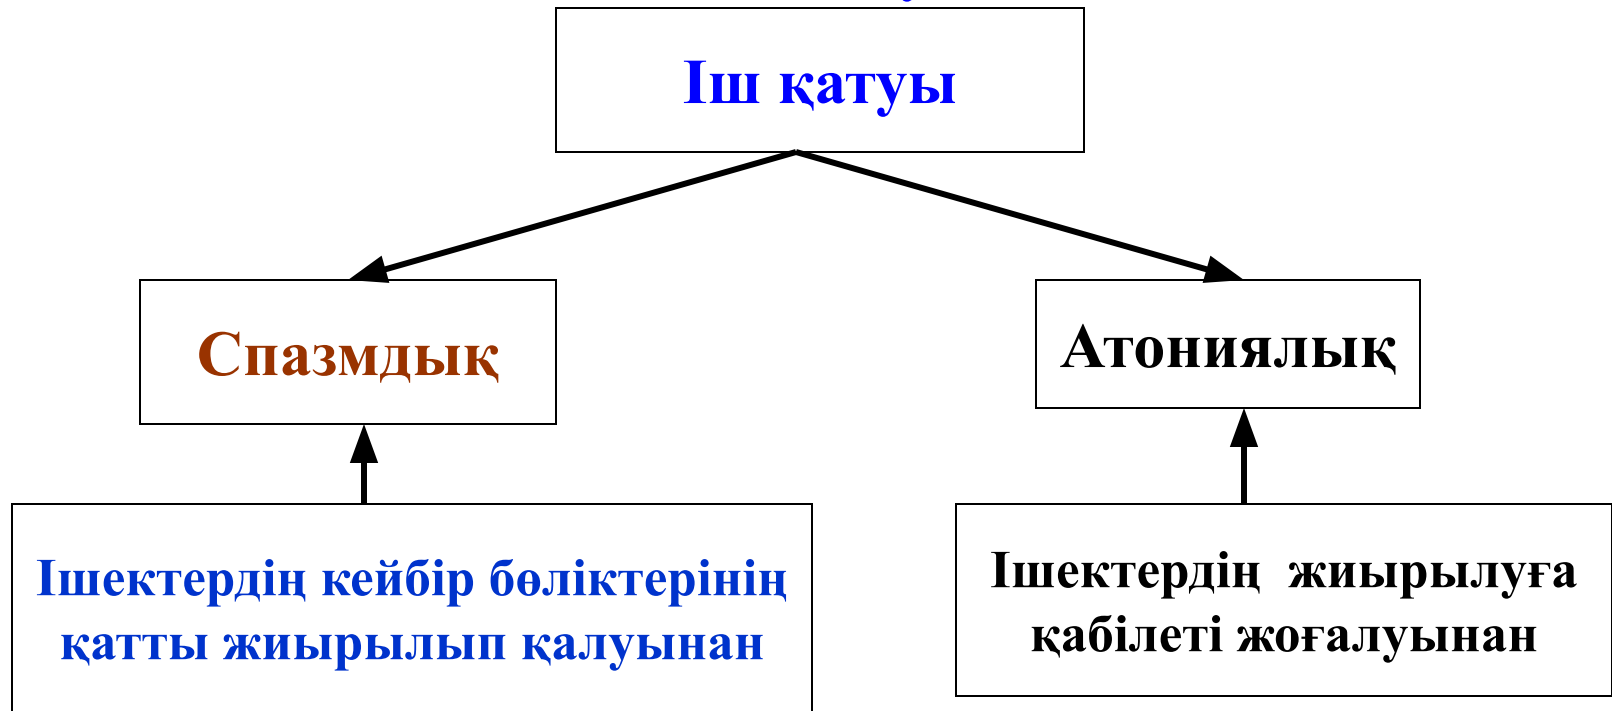 Іш қатуы
Спазмдық
Атониялық
Ішектердің кейбір бөліктерінің
қатты жиырылып қалуынан
Ішектердің жиырылуға
қабілеті жоғалуынан